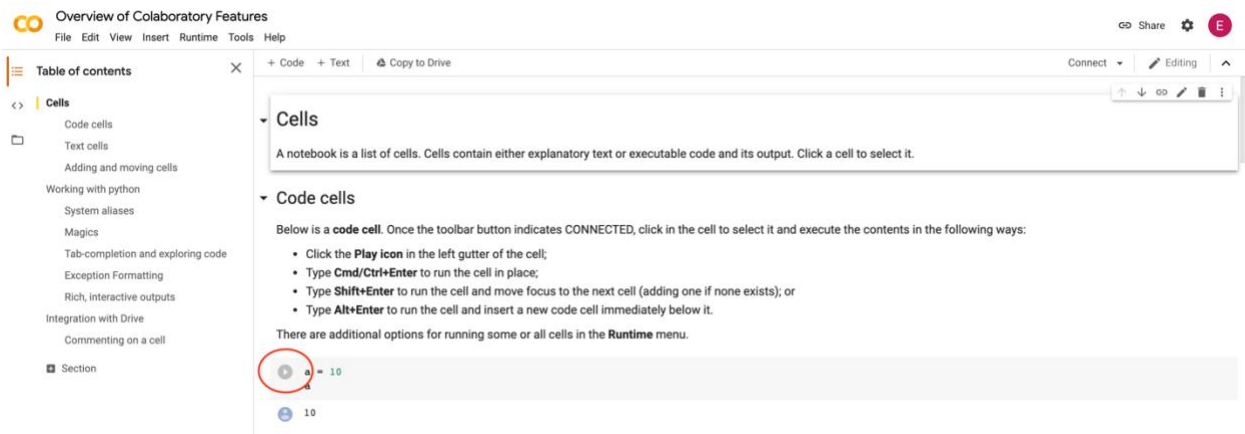 Overview of Colaboratory Features
File Edit View Insert Runtime Tools Help
Share
E
Table of contents
+ Code + Text Copy to Drive
Connect
Editing
Cells
Code cells
Text cells
Adding and moving cells
Working with python
System aliases
Magics
Tab-completion and exploring code
Exception Formatting
Rich, interactive outputs
Integration with Drive
Commenting on a cell
Section
Cells
A notebook is a list of cells. Cells contain either explanatory text or executable code and its output. Click a cell to select it.
Code cells
Below is a code cell. Once the toolbar button indicates CONNECTED, click in the cell to select it and execute the contents in the following ways:
• Click the Play icon in the left gutter of the cell;
• Type Cmd/Ctrl+Enter to run the cell in place;
• Type Shift+Enter to run the cell and move focus to the next cell (adding one if none exists); or
• Type Alt+Enter to run the cell and insert a new code cell immediately below it.
There are additional options for running some or all cells in the Runtime menu.
a = 10
a
10